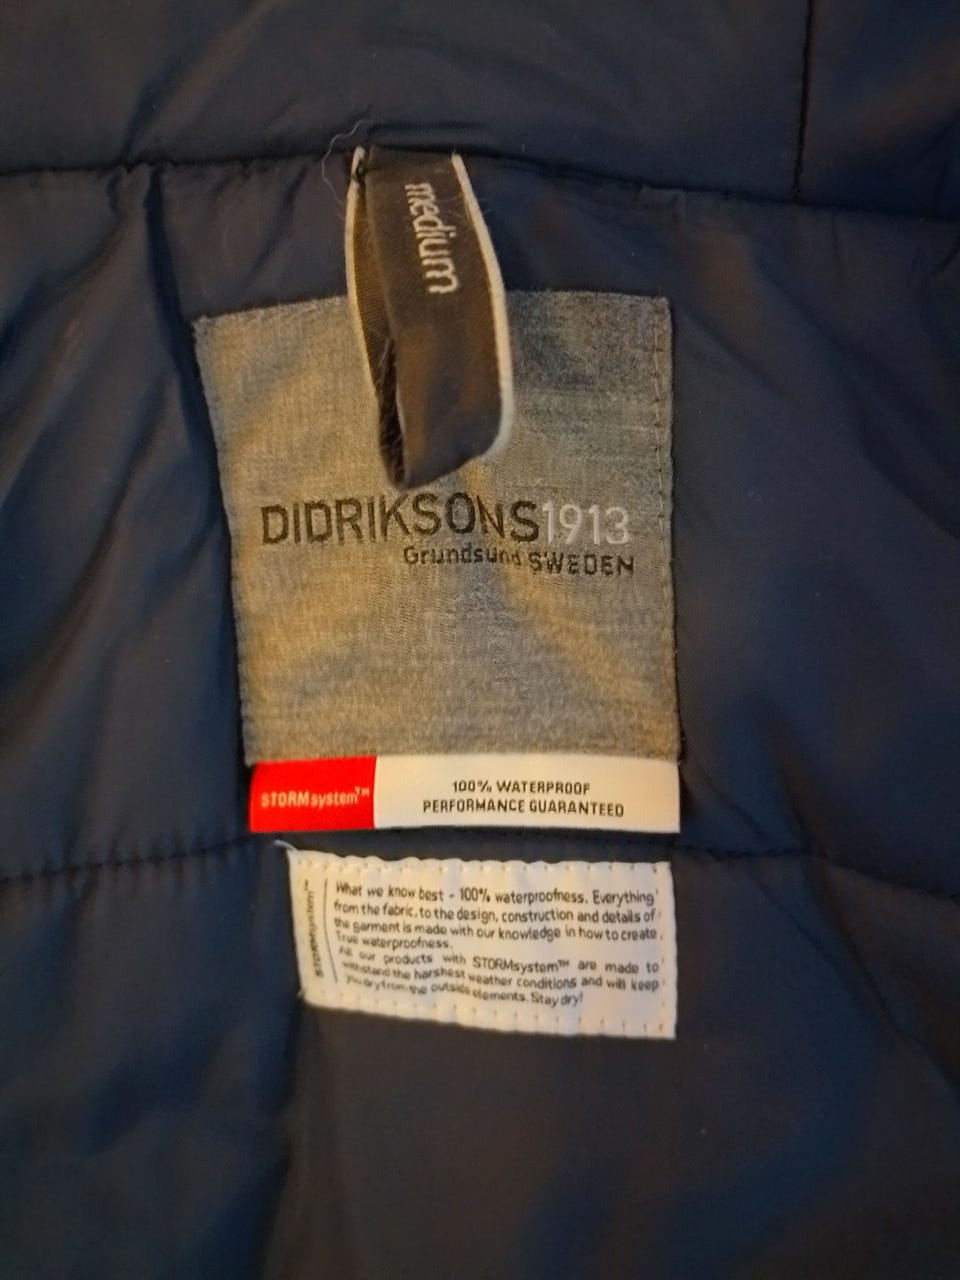 medium
DIDRIKSONS1913
Grundsund SWEDEN
STORMsystem™
100% WATERPROOF
PERFORMANCE GUARANTEED
STORMsystem™
What we know best - 100% waterproofness. Everything
from the fabric, to the design, construction and details of
the garment is made with our knowledge in how to create
True waterproofness.
All our products with STORMsystem™ are made to
withstand the harshest weather conditions and will keep
you dry from the outside elements. Stay dry!